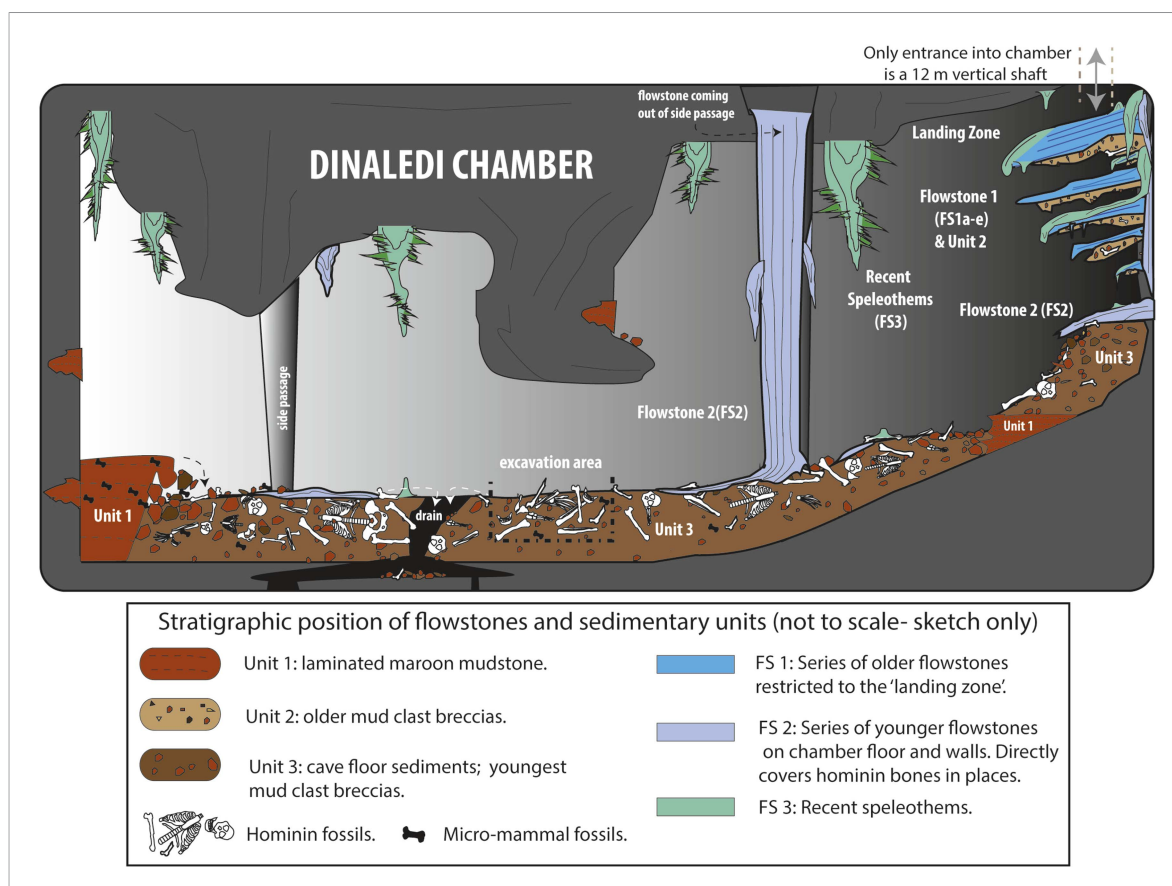 Only entrance into chamber
is a 12 m vertical shaft
flowstone coming
out of side passage
Landing Zone
DINALEDI CHAMBER
Flowstone 1
(FS1a-e)
& Unit 2
Recent
Speleothems
(FS3)
Flowstone 2 (FS2)
Unit 3
side passage
Flowstone 2(FS2)
Unit 1
excavation area
Unit 1
drain
Unit 3
Stratigraphic position of flowstones and sedimentary units (not to scale- sketch only)
Unit 1: laminated maroon mudstone.
Unit 2: older mud clast breccias.
Unit 3: cave floor sediments; youngest
mud clast breccias.
Hominin fossils.
Micro-mammal fossils.
FS 1: Series of older flowstones
restricted to the ‘landing zone’.
FS 2: Series of younger flowstones
on chamber floor and walls. Directly
covers hominin bones in places.
FS 3: Recent speleothems.